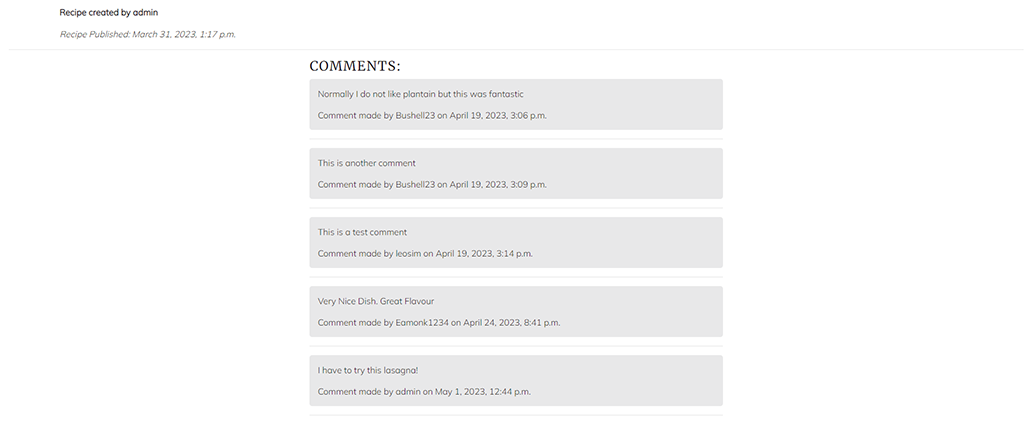 Recipe created by admin
Recipe Published: March 31, 2023, 1:17 p.m.
COMMENTS:
Normally I do not like plantain but this was fantastic
Comment made by Bushell23 on April 19, 2023, 3:06 p.m.
This is another comment
Comment made by Bushell23 on April 19, 2023, 3:09 p.m.
This is a test comment
Comment made by leosim on April 19, 2023, 3:14 p.m.
Very Nice Dish. Great Flavour
Comment made by Eamonk1234 on April 24, 2023, 8:41 p.m.
I have to try this lasagna!
Comment made by admin on May 1, 2023, 12:44 p.m.